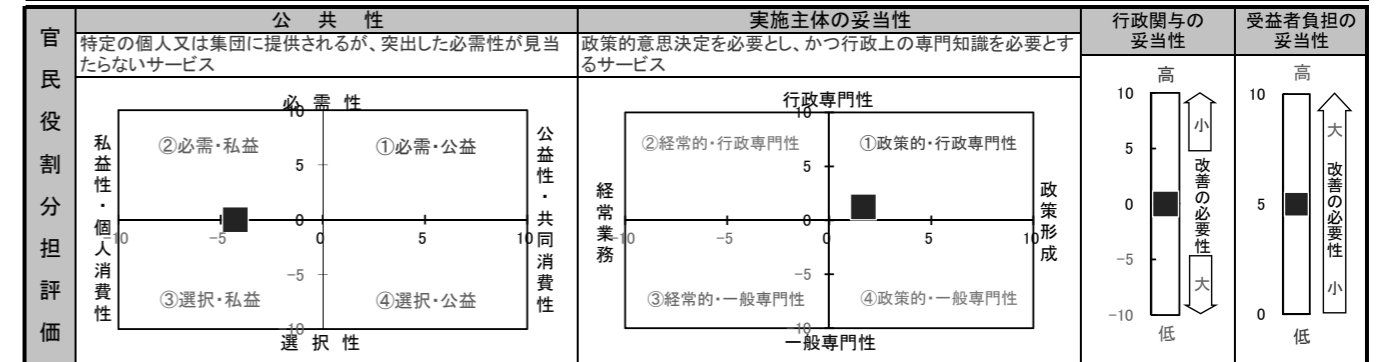 官民役割分担評価
公共性
特定の個人又は集団に提供されるが、突出した必需性が見当
たらないサービス
必需性
10
②必需・私益
①必需・公益
5
私益性・個人消費性
公益性・共同消費性
0
-10
-5
0
5
10
-5
③選択・私益
④選択・公益
-10
選択性
実施主体の妥当性
政策的意思決定を必要とし、かつ行政上の専門知識を必要とす
るサービス
行政専門性
10
②経常的・行政専門性
①政策的・行政専門性
5
経常業務
政策形成
0
-10
-5
0
5
10
-5
③経常的・一般専門性
④政策的・一般専門性
-10
一般専門性
行政関与の
妥当性
高
10
5
0
-5
-10
低
小
改善の必要性
大
受益者負担の
妥当性
高
10
5
0
低
大
改善の必要性
小